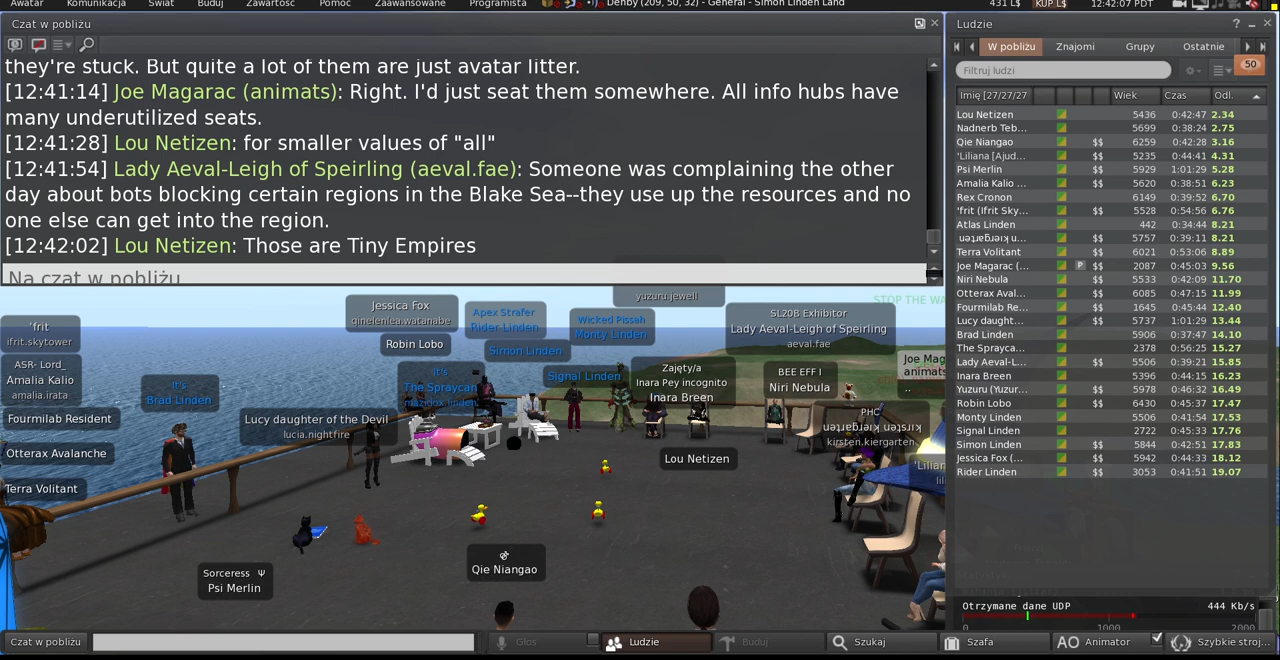 Awatar Komunikacja Świat Buduj Zawartość Pomoc Zaawansowane Programista Denby (209, 50, 32) - General - Simon Linden Land 431 L$ KUP L$ 12:42:07 PDT
Czat w pobliżu
they're stuck. But quite a lot of them are just avatar litter.
[12:41:14] Joe Magarac (animats): Right. I'd just seat them somewhere. All info hubs have
many underutilized seats.
[12:41:28] Lou Netizen: for smaller values of "all"
[12:41:54] Lady Aeval-Leigh of Speirling (aeval.fae): Someone was complaining the other
day about bots blocking certain regions in the Blake Sea--they use up the resources and no
one else can get into the region.
[12:42:02] Lou Netizen: Those are Tiny Empires
Na czat w pobliżu
Ludzie
W pobliżu Znajomi Grupy Ostatnie
50
Filtruj ludzi
Imię [27/27/27 Wiek Czas Odl.
Lou Netizen 5436 0:42:47 2.34
Nadnerb Teb... 5699 0:38:24 2.75
Qie Niangao $$ 6259 0:42:28 3.16
'Liliana [Ajud... $$ 5235 0:44:41 4.31
Psi Merlin $$ 5929 1:01:29 5.28
Amalia Kalio ... $$ 5620 0:38:51 6.23
Rex Cronon 6149 0:39:52 6.70
'frit (Ifrit Sky... $$ 5528 0:54:56 6.76
Atlas Linden 442 0:34:44 8.21
$$ 5757 0:39:11 8.21
Terra Volitant $$ 6021 0:53:06 8.89
Joe Magarac (... P $$ 2087 0:45:03 9.56
Niri Nebula $$ 5533 0:42:09 11.70
Otterax Aval... $$ 6085 0:47:15 11.99
Fourmilab Re... $$ 1645 0:45:44 12.40
Lucy daught... $$ 5737 1:01:29 13.44
Brad Linden 5906 0:37:47 14.10
The Sprayca... 2378 0:56:25 15.27
Lady Aeval-L... $$ 5506 0:39:21 15.85
Inara Breen 5396 0:44:15 16.23
Yuzuru (Yuzur... $$ 5978 0:46:32 16.49
Robin Lobo $$ 6430 0:45:37 17.47
Monty Linden 5506 0:41:54 17.53
Signal Linden 2722 0:45:33 17.76
Simon Linden $$ 5844 0:42:51 17.83
Jessica Fox (... $$ 5942 0:44:33 18.12
Rider Linden $$ 3053 0:41:51 19.07
Otrzymane dane UDP 444 Kb/s
0 1000 2000
yuzuru.jewell
STOP THE WA
Jessica Fox
qinelenlea.watanabe
Apex Strafer
Rider Linden
Wicked Pissah
Monty Linden
SL20B Exhibitor
Lady Aeval-Leigh of Speirling
aeval.fae
'frit
ifrit.skytower
Robin Lobo
Simon Linden
ASR- Lord_
Amalia Kalio
amalia.irata
It's
Brad Linden
It's
The Spraycan
mazidox.linden
Signal Linden
Zajęty/a
Inara Pey incognito
Inara Breen
BEE EFF I
Niri Nebula
Joe Mag
animats
..
Fourmilab Resident
Lucy daughter of the Devil
lucia.nightfire
PHC
kirsten.kiergarten
Otterax Avalanche
Lou Netizen
'Lilian
lil
Terra Volitant
Qie Niangao
Sorceress Ψ
Psi Merlin
Czat w pobliżu Głos Ludzie Buduj Szukaj Szafa AO Animator Szybkie stroj...